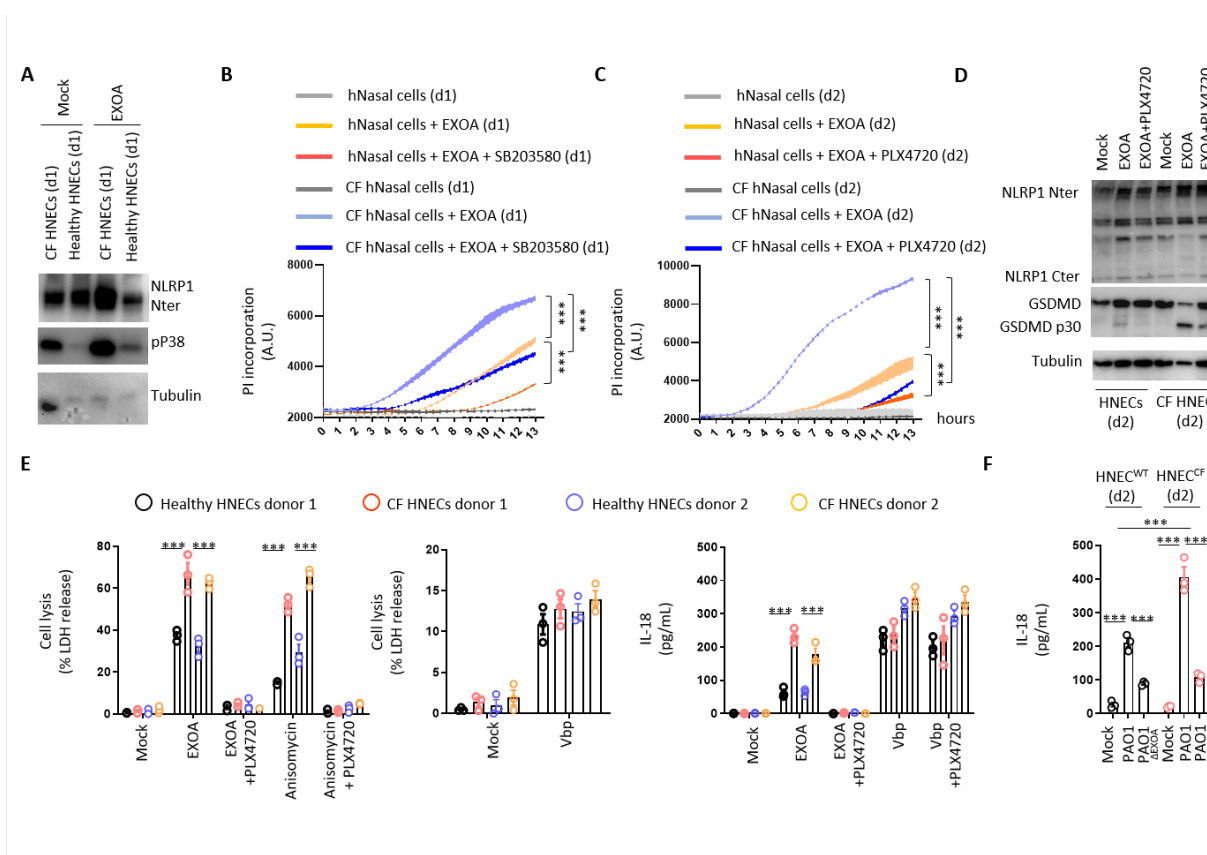 A
Mock
EXOA
CF HNECs (d1)
Healthy HNECs (d1)
CF HNECs (d1)
Healthy HNECs (d1)
NLRP1
Nter
pP38
Tubulin
B
hNasal cells (d1)
hNasal cells + EXOA (d1)
hNasal cells + EXOA + SB203580 (d1)
CF hNasal cells (d1)
CF hNasal cells + EXOA (d1)
CF hNasal cells + EXOA + SB203580 (d1)
PI incorporation
(A.U.)
8000
6000
4000
2000
0 1 2 3 4 5 6 7 8 9 10 11 12 13
***
***
***
C
hNasal cells (d2)
hNasal cells + EXOA (d2)
hNasal cells + EXOA + PLX4720 (d2)
CF hNasal cells (d2)
CF hNasal cells + EXOA (d2)
CF hNasal cells + EXOA + PLX4720 (d2)
PI incorporation
(A.U.)
10000
8000
6000
4000
2000
0 1 2 3 4 5 6 7 8 9 10 11 12 13
hours
***
***
***
D
Mock
EXOA
EXOA+PLX4720
Mock
EXOA
EXOA+PLX4720
NLRP1 Nter
NLRP1 Cter
GSDMD
GSDMD p30
Tubulin
HNECs
(d2)
CF HNEC
(d2)
E
Healthy HNECs donor 1
CF HNECs donor 1
Healthy HNECs donor 2
CF HNECs donor 2
Cell lysis
(% LDH release)
80
60
40
20
0
*** ***
*** ***
Mock
EXOA
EXOA
+PLX4720
Anisomycin
Anisomycin
+ PLX4720
Cell lysis
(% LDH release)
20
15
10
5
0
Mock
Vbp
IL-18
(pg/mL)
500
400
300
200
100
0
*** ***
Mock
EXOA
EXOA
+PLX4720
Vbp
Vbp
+PLX4720
F
HNECWT
(d2)
HNECCF
(d2)
***
*** ***
*** ***
IL-18
(pg/mL)
500
400
300
200
100
0
Mock
PAO1
PAO1
ΔEXOA
Mock
PAO1
PAO1